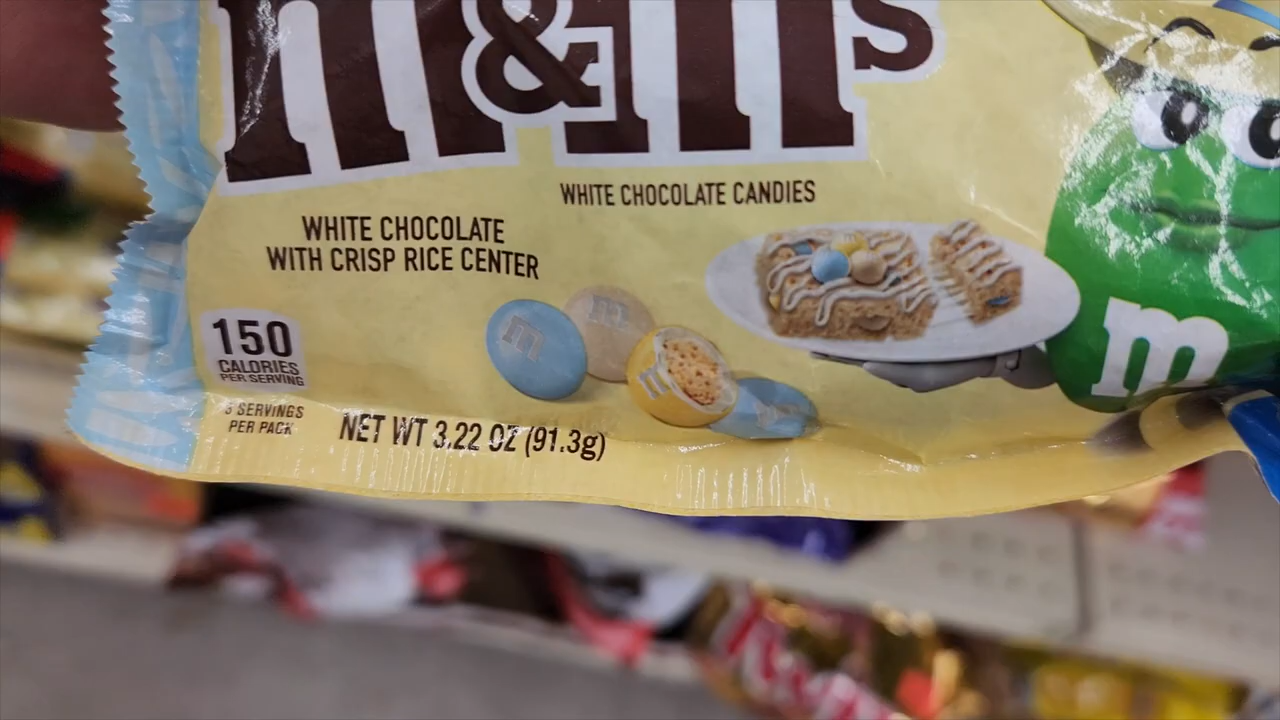 m&m's
WHITE CHOCOLATE CANDIES
WHITE CHOCOLATE
WITH CRISP RICE CENTER
150
CALORIES
PER SERVING
3 SERVINGS
PER PACK
NET WT 3.22 OZ (91.3g)
m
m
m
m